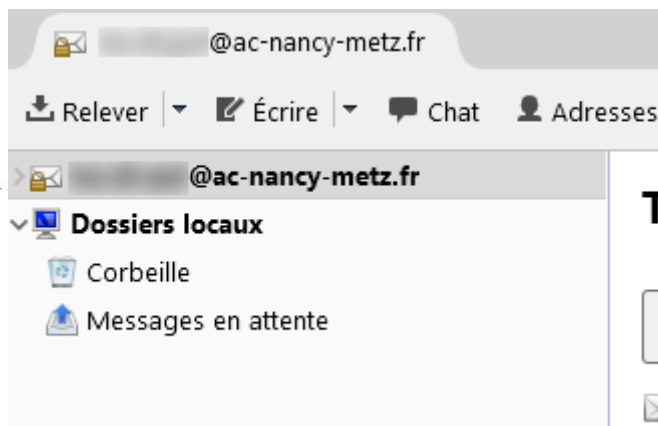 @ac-nancy-metz.fr
Relever Écrire Chat Adresses
@ac-nancy-metz.fr
Dossiers locaux
Corbeille
Messages en attente